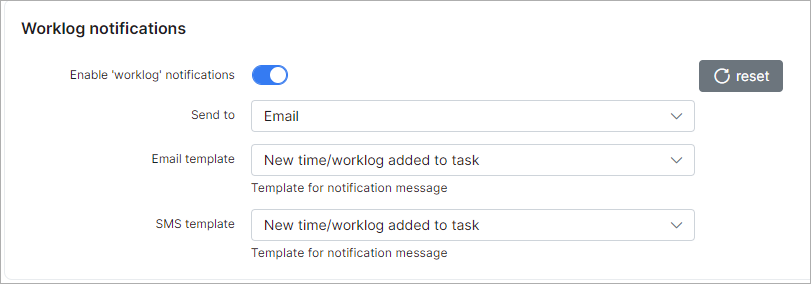 Worklog notifications
Enable 'worklog' notifications
reset
Send to
Email
Email template
New time/worklog added to task
Template for notification message
SMS template
New time/worklog added to task
Template for notification message